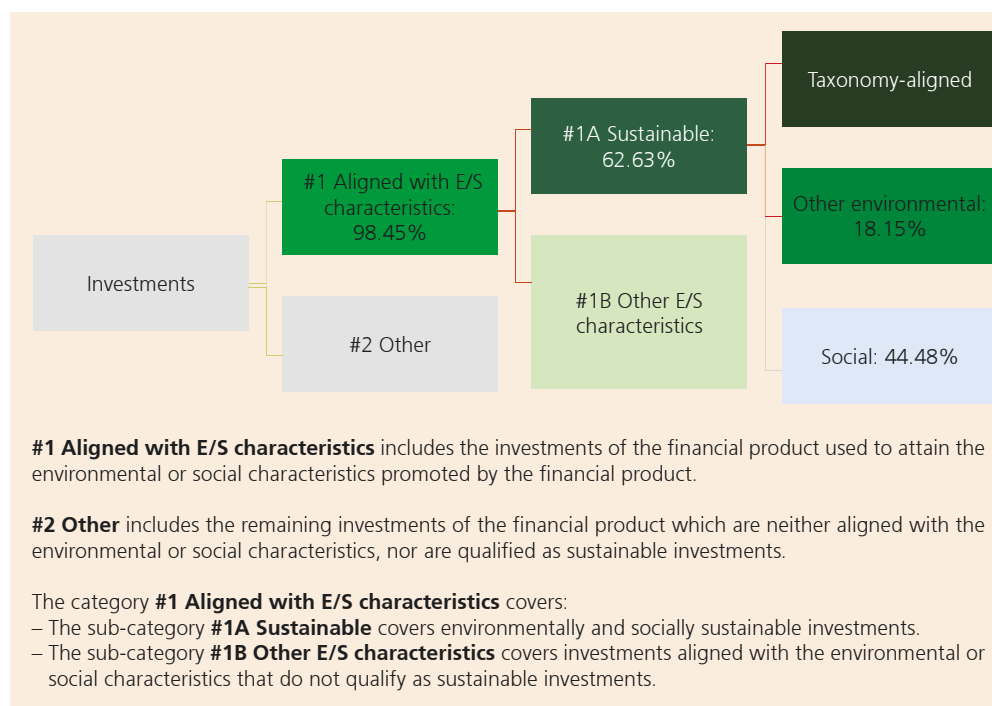 Taxonomy-aligned
#1A Sustainable:
62.63%
#1 Aligned with E/S
characteristics:
98.45%
Other environmental:
18.15%
Investments
#1B Other E/S
characteristics
#2 Other
Social: 44.48%
#1 Aligned with E/S characteristics includes the investments of the financial product used to attain the
environmental or social characteristics promoted by the financial product.
#2 Other includes the remaining investments of the financial product which are neither aligned with the
environmental or social characteristics, nor are qualified as sustainable investments.
The category #1 Aligned with E/S characteristics covers:
– The sub-category #1A Sustainable covers environmentally and socially sustainable investments.
– The sub-category #1B Other E/S characteristics covers investments aligned with the environmental or
social characteristics that do not qualify as sustainable investments.